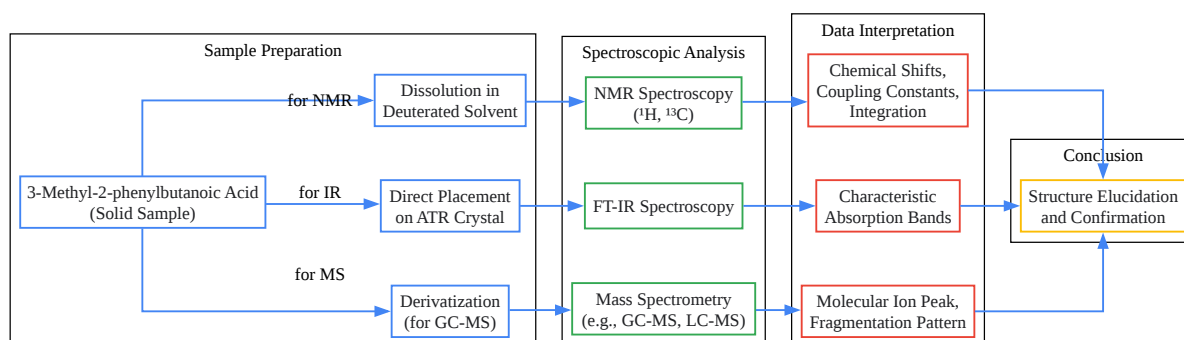 Sample Preparation
Spectroscopic Analysis
Data Interpretation
for NMR
Dissolution in
Deuterated Solvent
NMR Spectroscopy
(¹H, ¹³C)
Chemical Shifts,
Coupling Constants,
Integration
Conclusion
3-Methyl-2-phenylbutanoic Acid
(Solid Sample)
for IR
Direct Placement
on ATR Crystal
FT-IR Spectroscopy
Characteristic
Absorption Bands
Structure Elucidation
and Confirmation
for MS
Derivatization
(for GC-MS)
Mass Spectrometry
(e.g., GC-MS, LC-MS)
Molecular Ion Peak,
Fragmentation Pattern